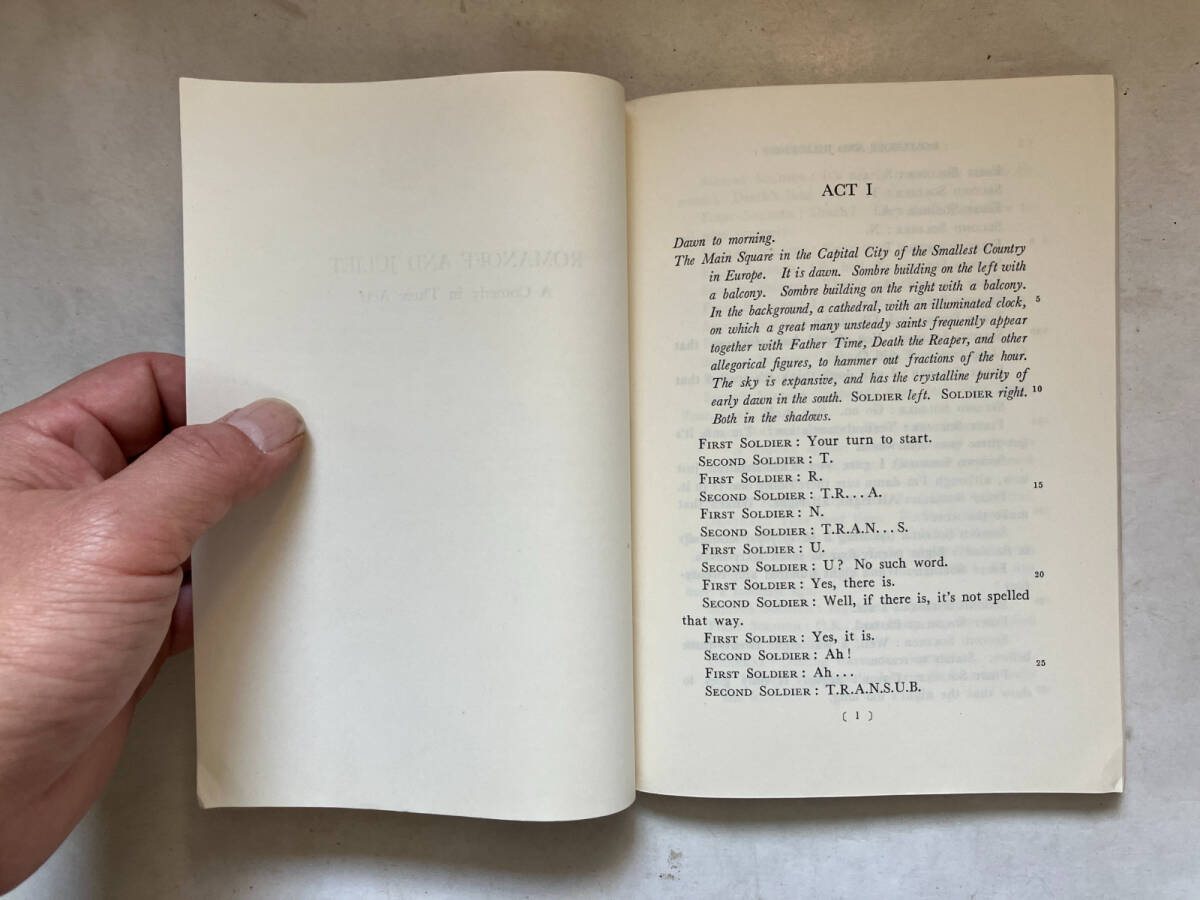 ROMANOFF AND JULIET
A Comedy in Three Acts
ACT I
Dawn to morning.
The Main Square in the Capital City of the Smallest Country
in Europe. It is dawn. Sombre building on the left with
a balcony. Sombre building on the right with a balcony.
In the background, a cathedral, with an illuminated clock, 5
on which a great many unsteady saints frequently appear
together with Father Time, Death the Reaper, and other
allegorical figures, to hammer out fractions of the hour.
The sky is expansive, and has the crystalline purity of
early dawn in the south. SOLDIER left. SOLDIER right. 10
Both in the shadows.
FIRST SOLDIER: Your turn to start.
SECOND SOLDIER: T.
FIRST SOLDIER: R.
SECOND SOLDIER: T.R...A. 15
FIRST SOLDIER: N.
SECOND SOLDIER: T.R.A.N...S.
FIRST SOLDIER: U.
SECOND SOLDIER: U? No such word.
FIRST SOLDIER: Yes, there is. 20
SECOND SOLDIER: Well, if there is, it's not spelled
that way.
FIRST SOLDIER: Yes, it is.
SECOND SOLDIER: Ah!
FIRST SOLDIER: Ah... 25
SECOND SOLDIER: T.R.A.N.S.U.B.
( 1 )